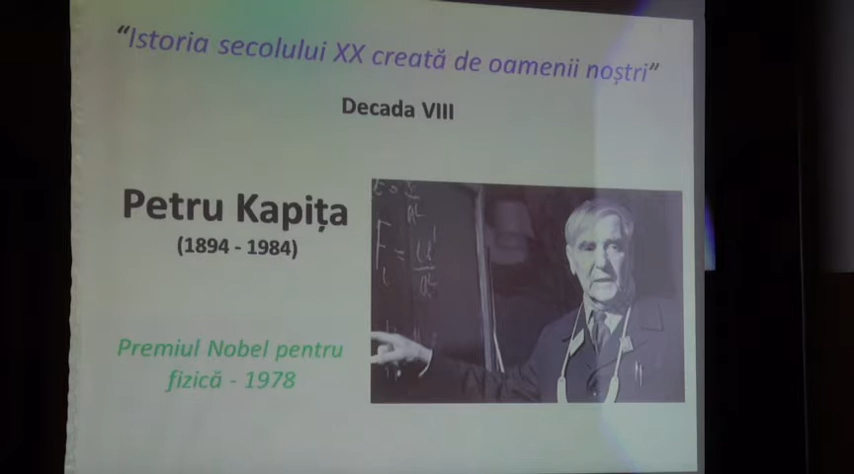 “Istoria secolului XX creată de oamenii noștri”
Decada VIII
Petru Kapița
(1894 - 1984)
Premiul Nobel pentru
fizică - 1978